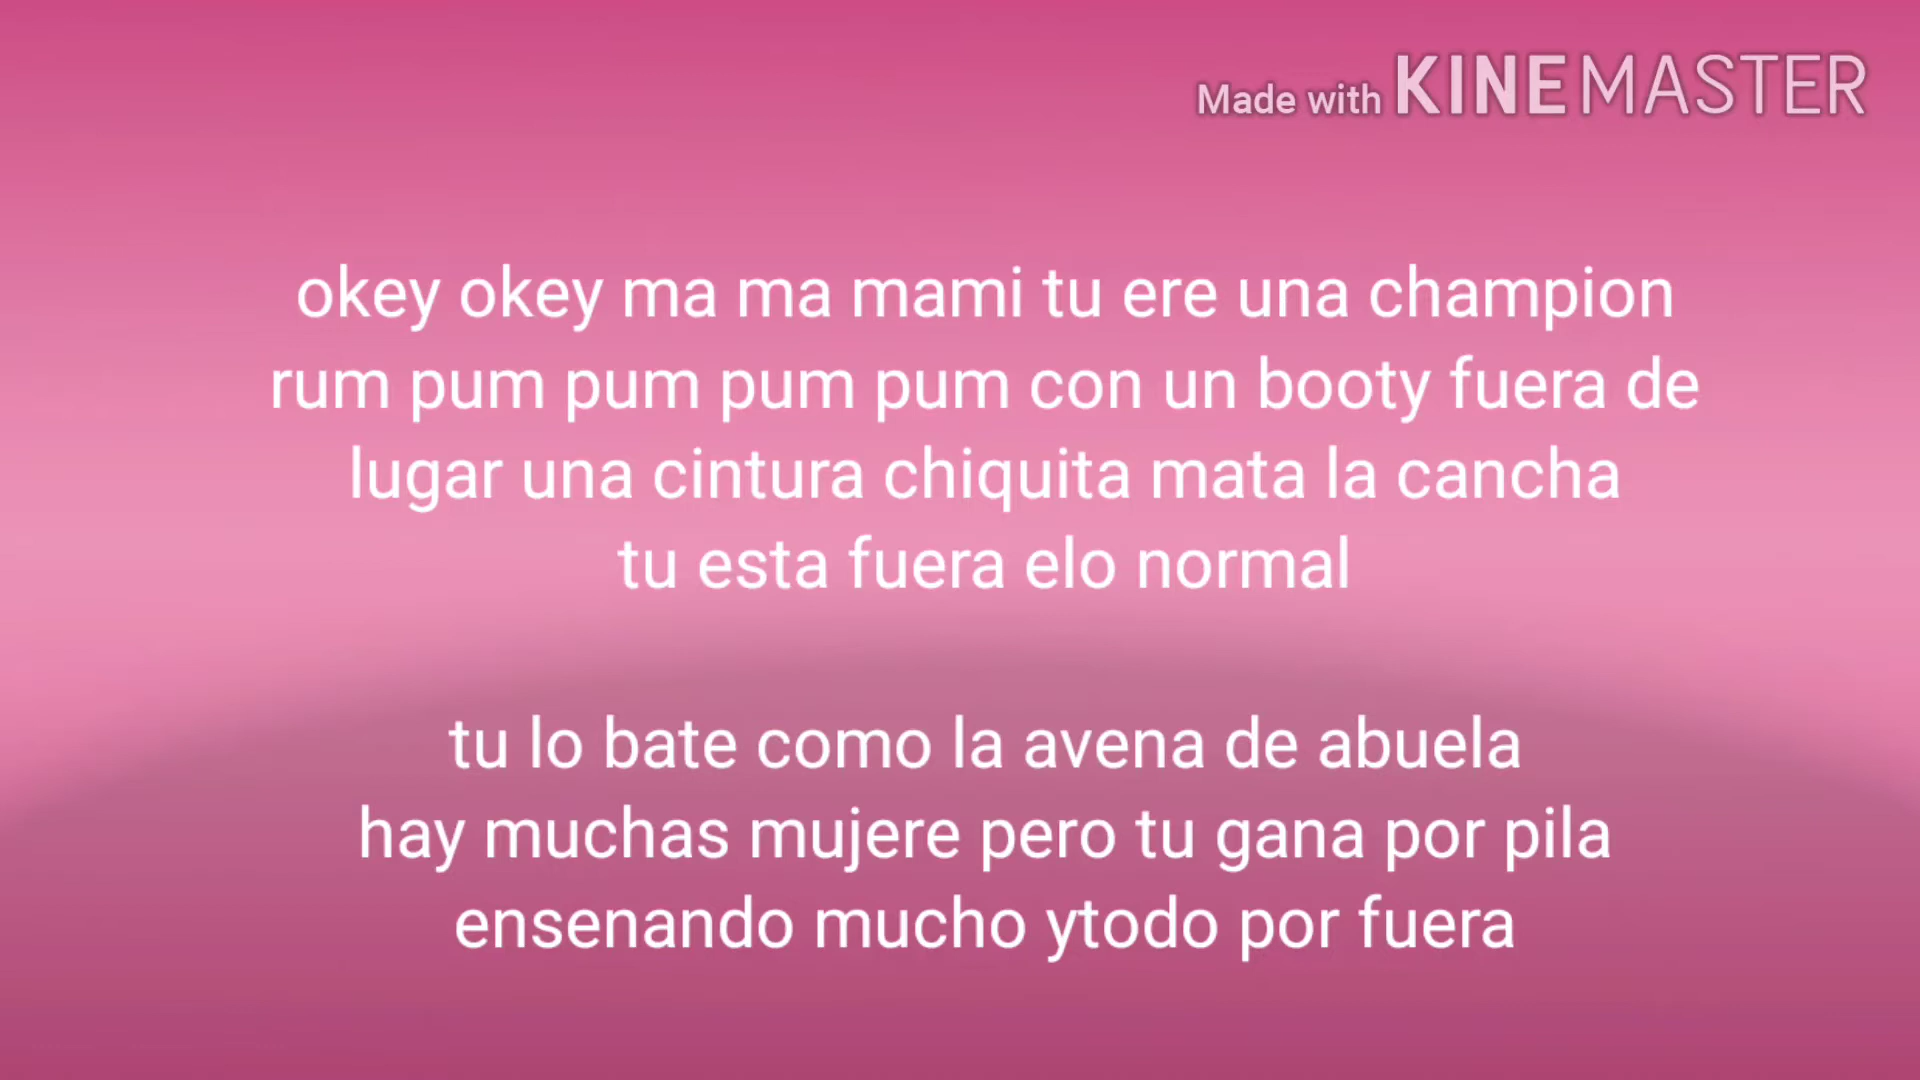 Made with KINEMASTER
okey okey ma ma mami tu ere una champion
rum pum pum pum pum con un booty fuera de
lugar una cintura chiquita mata la cancha
tu esta fuera elo normal
tu lo bate como la avena de abuela
hay muchas mujere pero tu gana por pila
ensenando mucho ytodo por fuera